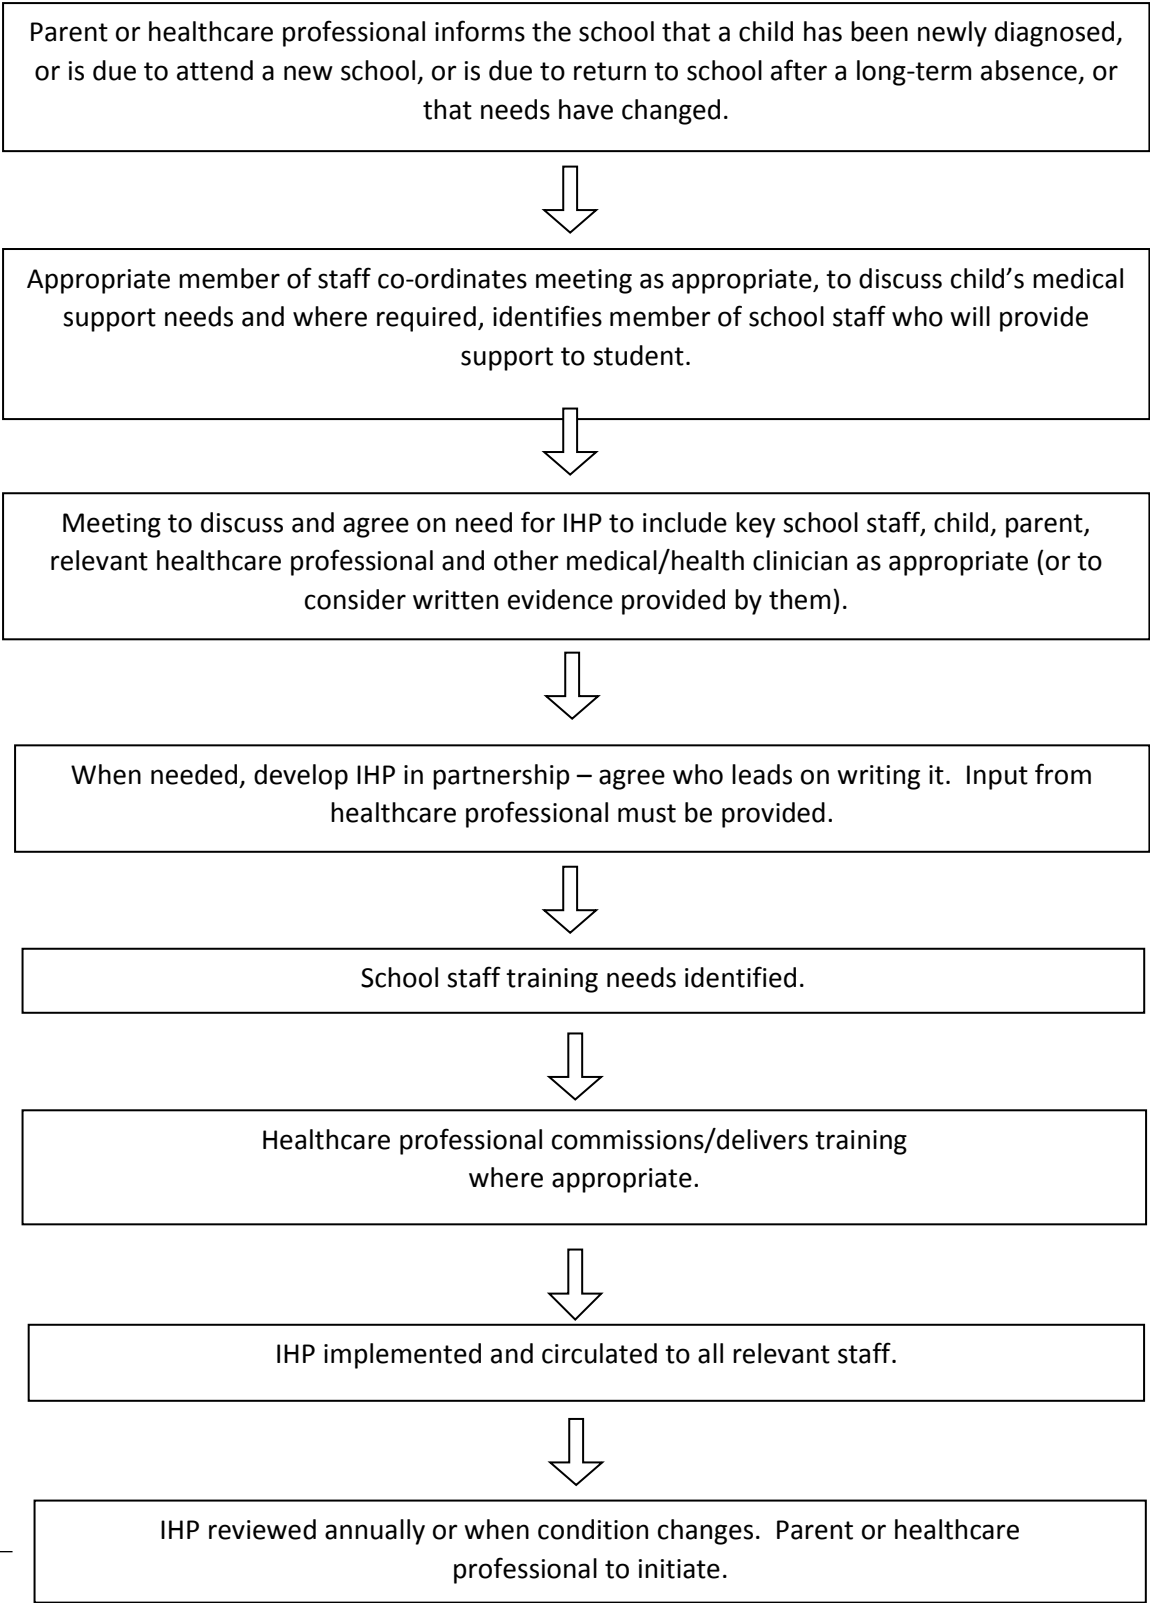 Parent or healthcare professional informs the school that a child has been newly diagnosed,
or is due to attend a new school, or is due to return to school after a long-term absence, or
that needs have changed.
Appropriate member of staff co-ordinates meeting as appropriate, to discuss child’s medical
support needs and where required, identifies member of school staff who will provide
support to student.
Meeting to discuss and agree on need for IHP to include key school staff, child, parent,
relevant healthcare professional and other medical/health clinician as appropriate (or to
consider written evidence provided by them).
When needed, develop IHP in partnership – agree who leads on writing it.  Input from
healthcare professional must be provided.
School staff training needs identified.
Healthcare professional commissions/delivers training
where appropriate.
IHP implemented and circulated to all relevant staff.
IHP reviewed annually or when condition changes.  Parent or healthcare
professional to initiate.